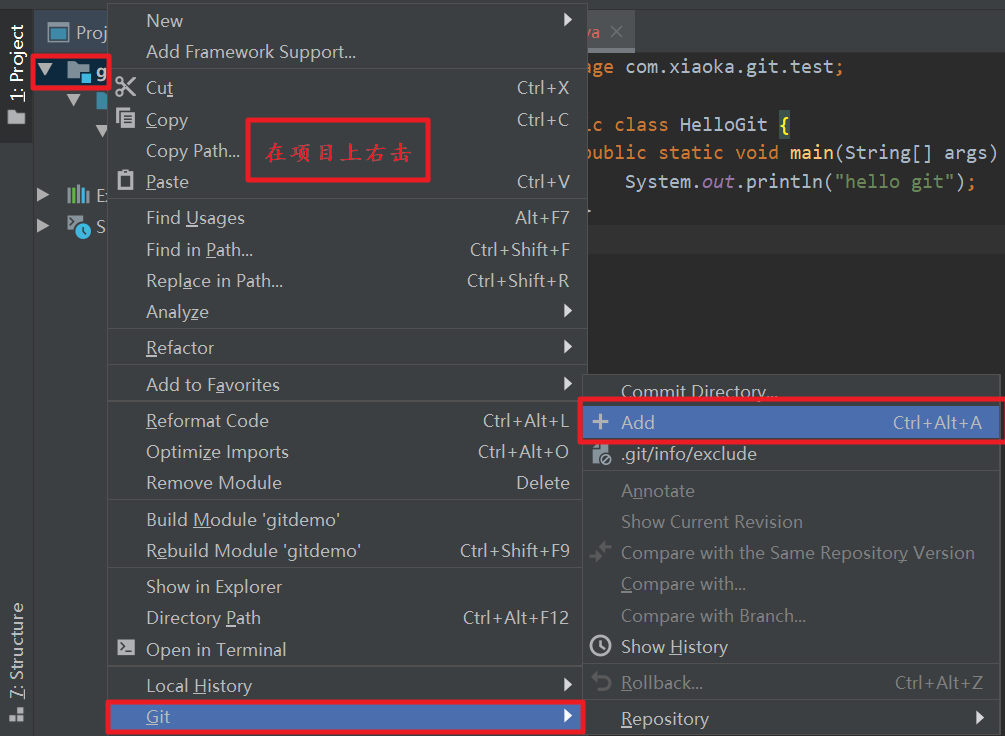 1: Project
Proj
g
E
S
7: Structure
New
Add Framework Support...
Cut Ctrl+X
Copy Ctrl+C
Copy Path...
Paste Ctrl+V
在项目上右击
Find Usages Alt+F7
Find in Path... Ctrl+Shift+F
Replace in Path... Ctrl+Shift+R
Analyze
Refactor
Add to Favorites
Reformat Code Ctrl+Alt+L
Optimize Imports Ctrl+Alt+O
Remove Module Delete
Build Module 'gitdemo'
Rebuild Module 'gitdemo' Ctrl+Shift+F9
Show in Explorer
Directory Path Ctrl+Alt+F12
Open in Terminal
Local History
Git
va
age com.xiaoka.git.test;
ic class HelloGit {
public static void main(String[] args)
System.out.println("hello git");
Commit Directory...
Add Ctrl+Alt+A
.git/info/exclude
Annotate
Show Current Revision
Compare with the Same Repository Version
Compare with...
Compare with Branch...
Show History
Rollback... Ctrl+Alt+Z
Repository